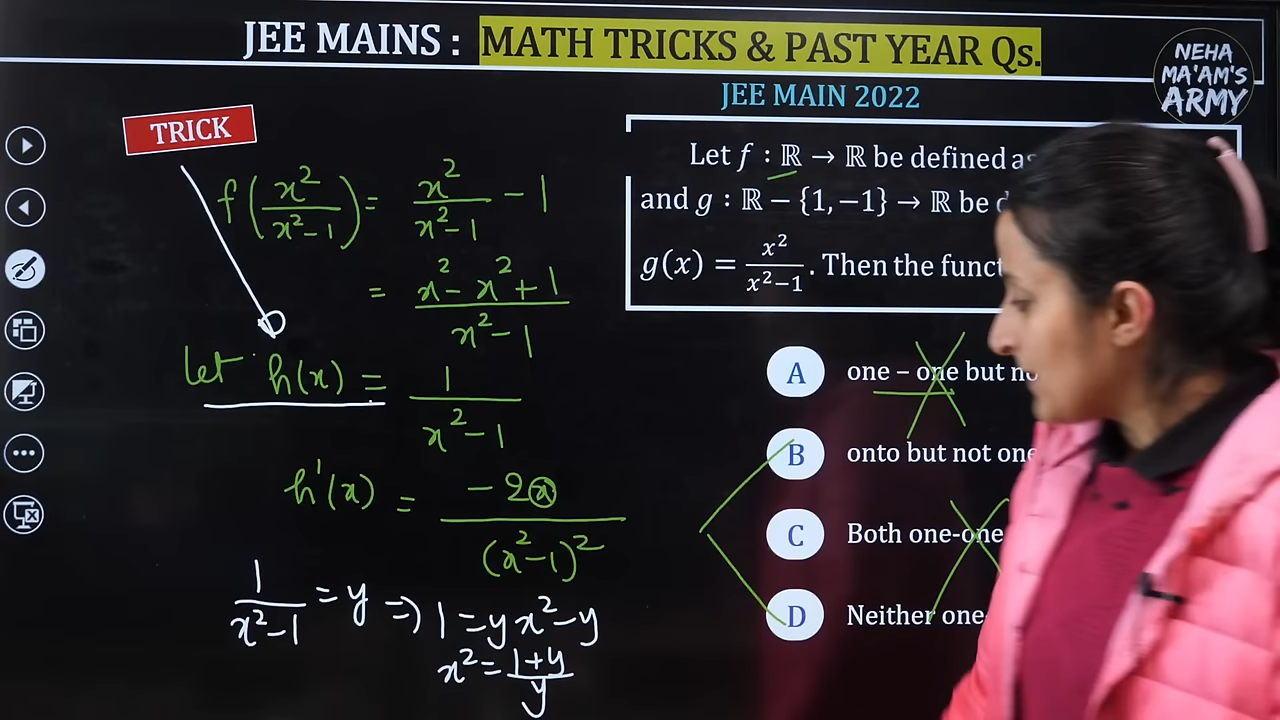 JEE MAINS : MATH TRICKS & PAST YEAR Qs.
NEHA
MA'AM'S
ARMY
JEE MAIN 2022
TRICK
f(x²/(x²-1)) = x²/(x²-1) - 1
= (x² - x² + 1)/(x² - 1)
let h(x) = 1/(x² - 1)
h'(x) = -2x/(x²-1)²
1/(x²-1) = y => 1 = yx² - y
x² = (1+y)/y
Let f : ℝ → ℝ be defined as
and g : ℝ − {1, −1} → ℝ be
g(x) = x²/(x²−1). Then the
A one – one but
B onto but not
C Both one-one
D Neither one-